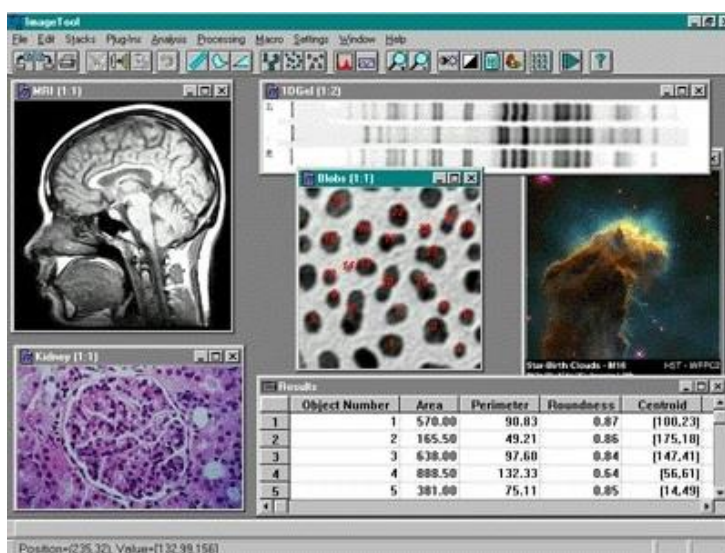 ImageTool
File Edit Stacks Plug-Ins Analysis Processing Macro Settings Window Help
MRI (1:1)
1DGel (1:2)
Blobs (1:1)
Star-Birth Clouds - M16
HST - WFPC2
Kidney (1:1)
Results
Object Number Area Perimeter Roundness Centroid
1 1 570.00 90.83 0.87 (100,23)
2 2 165.50 49.21 0.86 (175,18)
3 3 638.00 97.60 0.84 (147,41)
4 4 888.50 132.33 0.64 (56,61)
5 5 381.00 75.11 0.85 (14,49)
Position=(235,32), Value=[132,99,156]